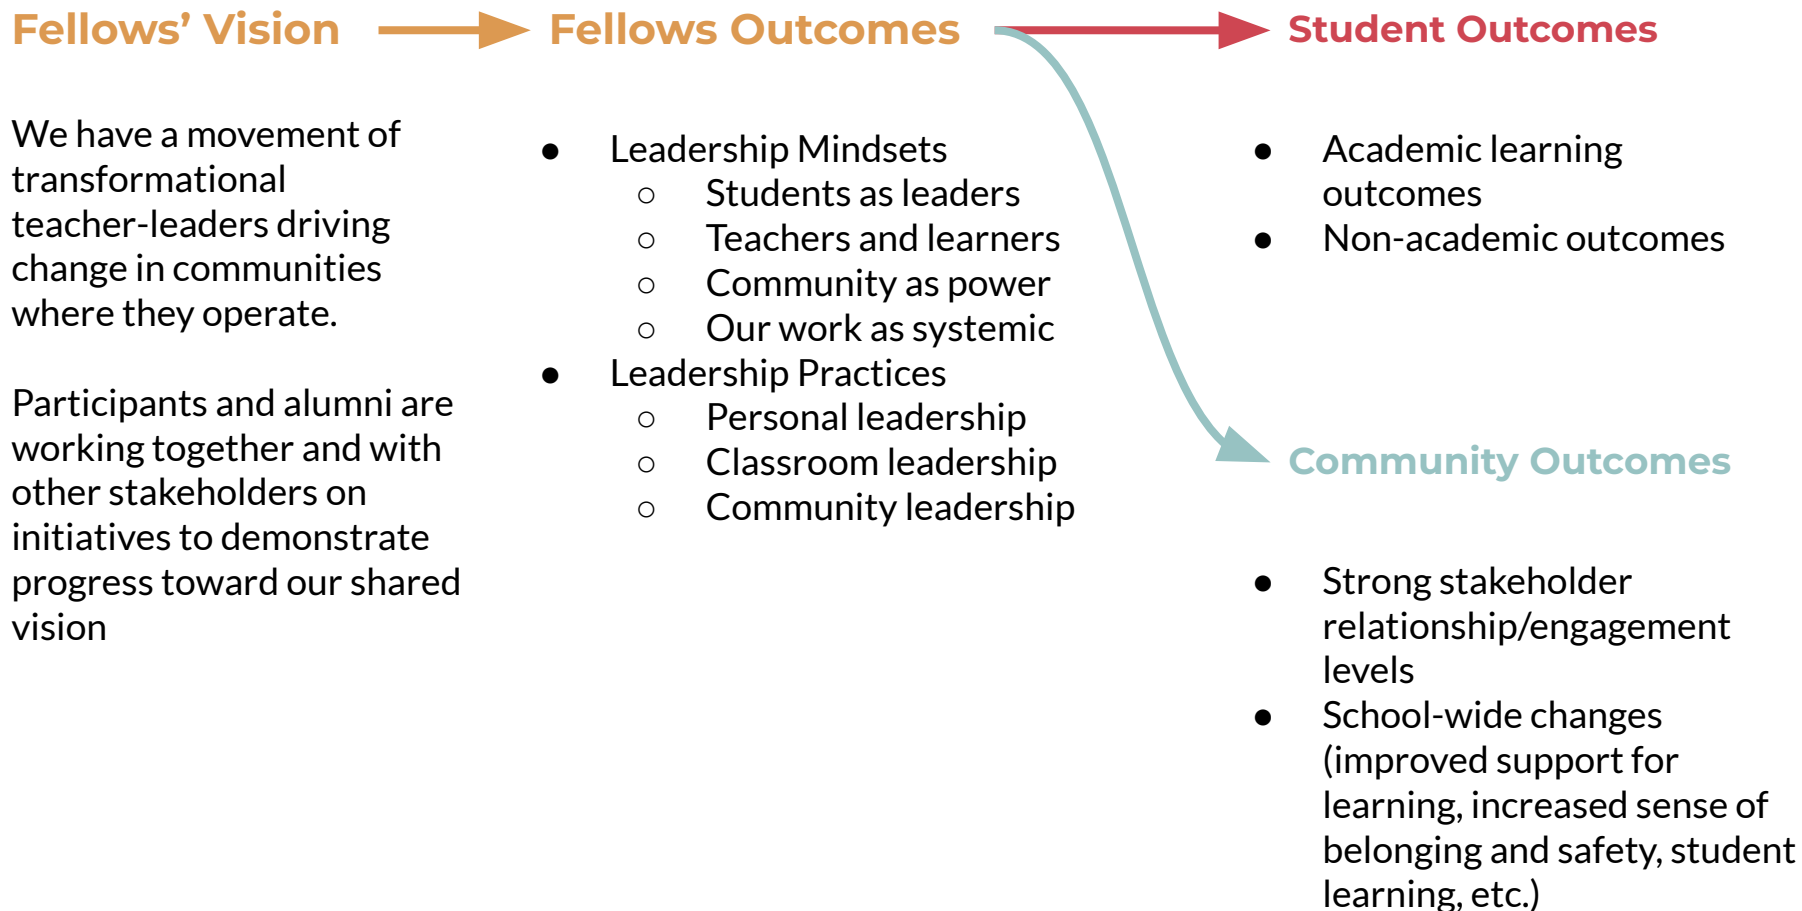 Fellows’ Vision
We have a movement of
transformational
teacher-leaders driving
change in communities
where they operate.
Participants and alumni are
working together and with
other stakeholders on
initiatives to demonstrate
progress toward our shared
vision
Fellows Outcomes
● Leadership Mindsets
○ Students as leaders
○ Teachers and learners
○ Community as power
○ Our work as systemic
● Leadership Practices
○ Personal leadership
○ Classroom leadership
○ Community leadership
Student Outcomes
● Academic learning
outcomes
● Non-academic outcomes
Community Outcomes
● Strong stakeholder
relationship/engagement
levels
● School-wide changes
(improved support for
learning, increased sense of
belonging and safety, student
learning, etc.)